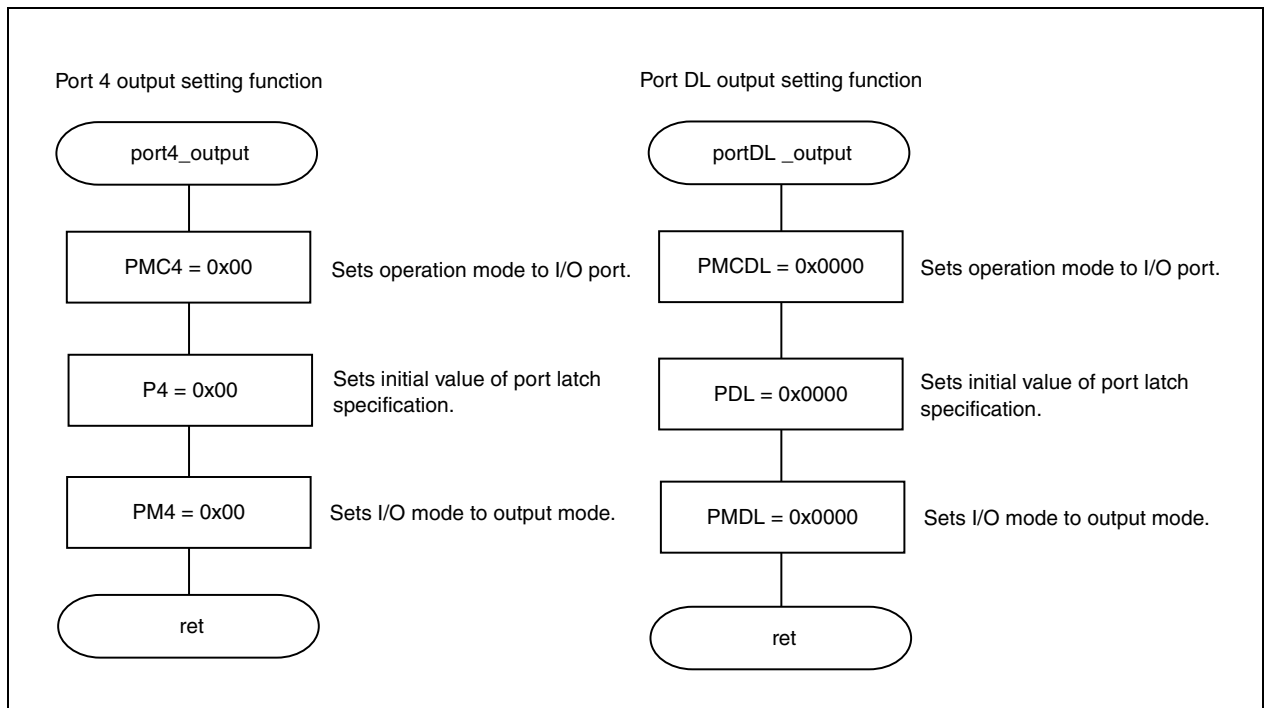 Port 4 output setting function
port4_output
PMC4 = 0x00
Sets operation mode to I/O port.
P4 = 0x00
Sets initial value of port latch
specification.
PM4 = 0x00
Sets I/O mode to output mode.
ret
Port DL output setting function
portDL _output
PMCDL = 0x0000
Sets operation mode to I/O port.
PDL = 0x0000
Sets initial value of port latch
specification.
PMDL = 0x0000
Sets I/O mode to output mode.
ret